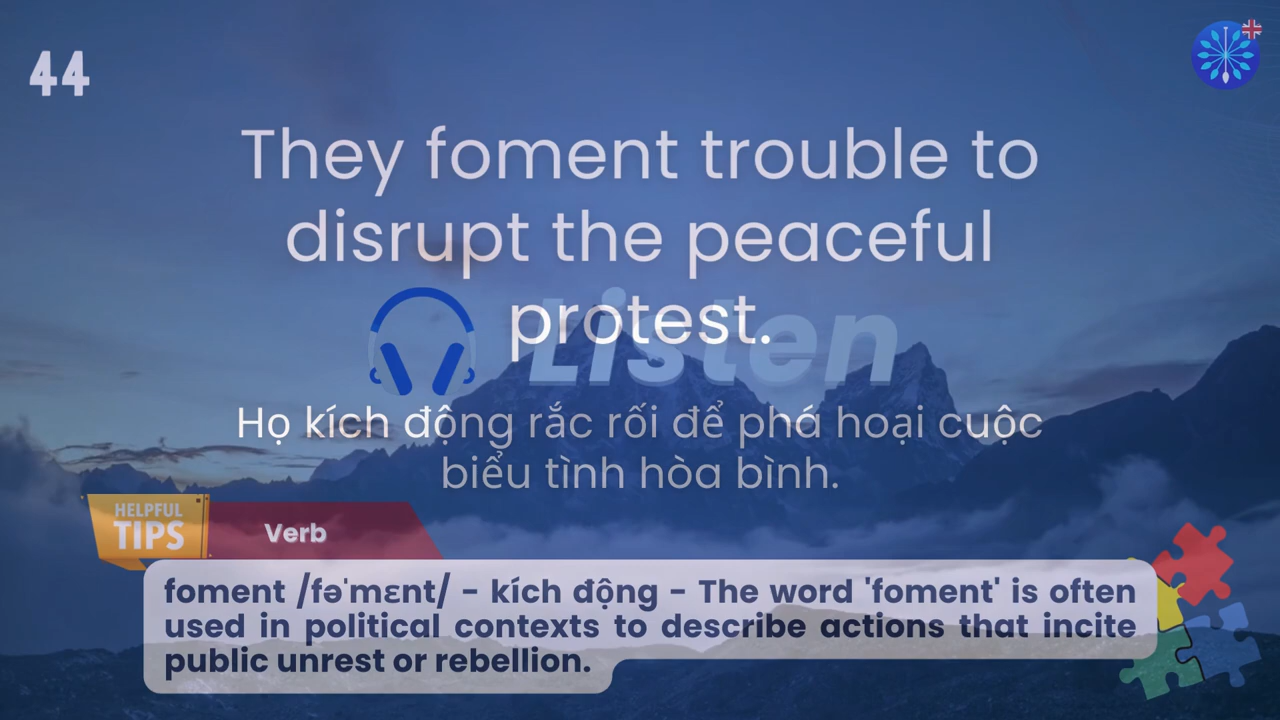 44
They foment trouble to
disrupt the peaceful
protest.
Listen
Họ kích động rắc rối để phá hoại cuộc
biểu tình hòa bình.
HELPFUL
TIPS
Verb
foment /fəˈmɛnt/ - kích động - The word 'foment' is often
used in political contexts to describe actions that incite
public unrest or rebellion.